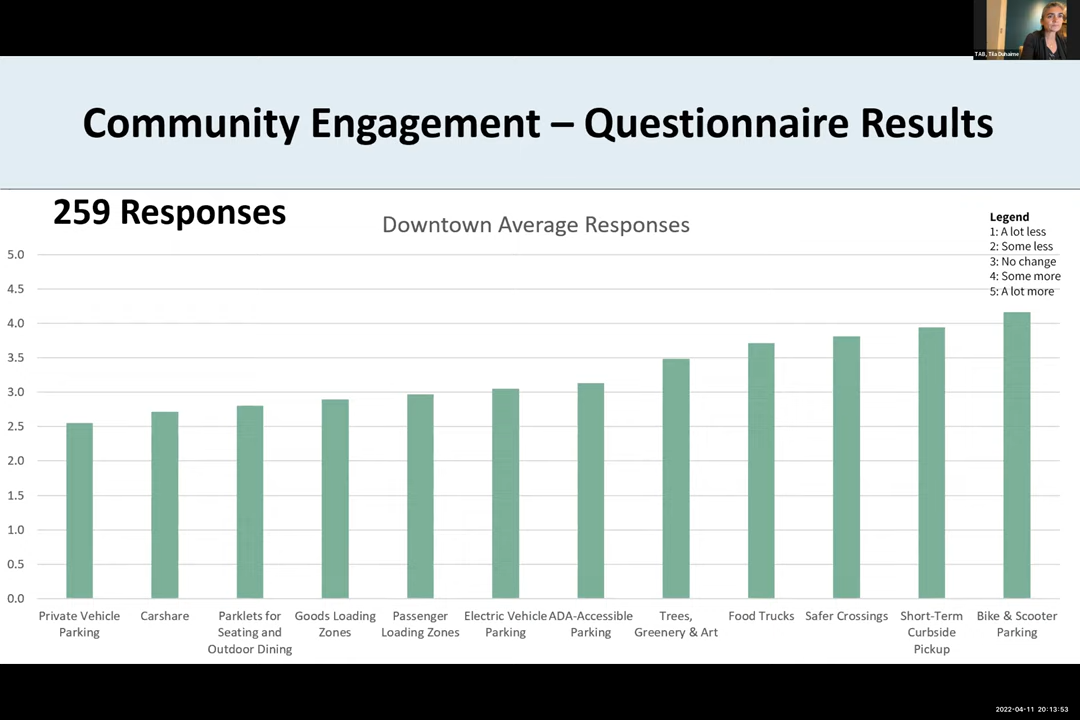 TAB, Tila Duhaime
Community Engagement – Questionnaire Results
259 Responses
Downtown Average Responses
Legend
1: A lot less
2: Some less
3: No change
4: Some more
5: A lot more
5.0
4.5
4.0
3.5
3.0
2.5
2.0
1.5
1.0
0.5
0.0
Private Vehicle
Parking
Carshare
Parklets for
Seating and
Outdoor Dining
Goods Loading
Zones
Passenger
Loading Zones
Electric Vehicle
Parking
ADA-Accessible
Parking
Trees,
Greenery & Art
Food Trucks
Safer Crossings
Short-Term
Curbside
Pickup
Bike & Scooter
Parking
2022-04-11 20:13:53